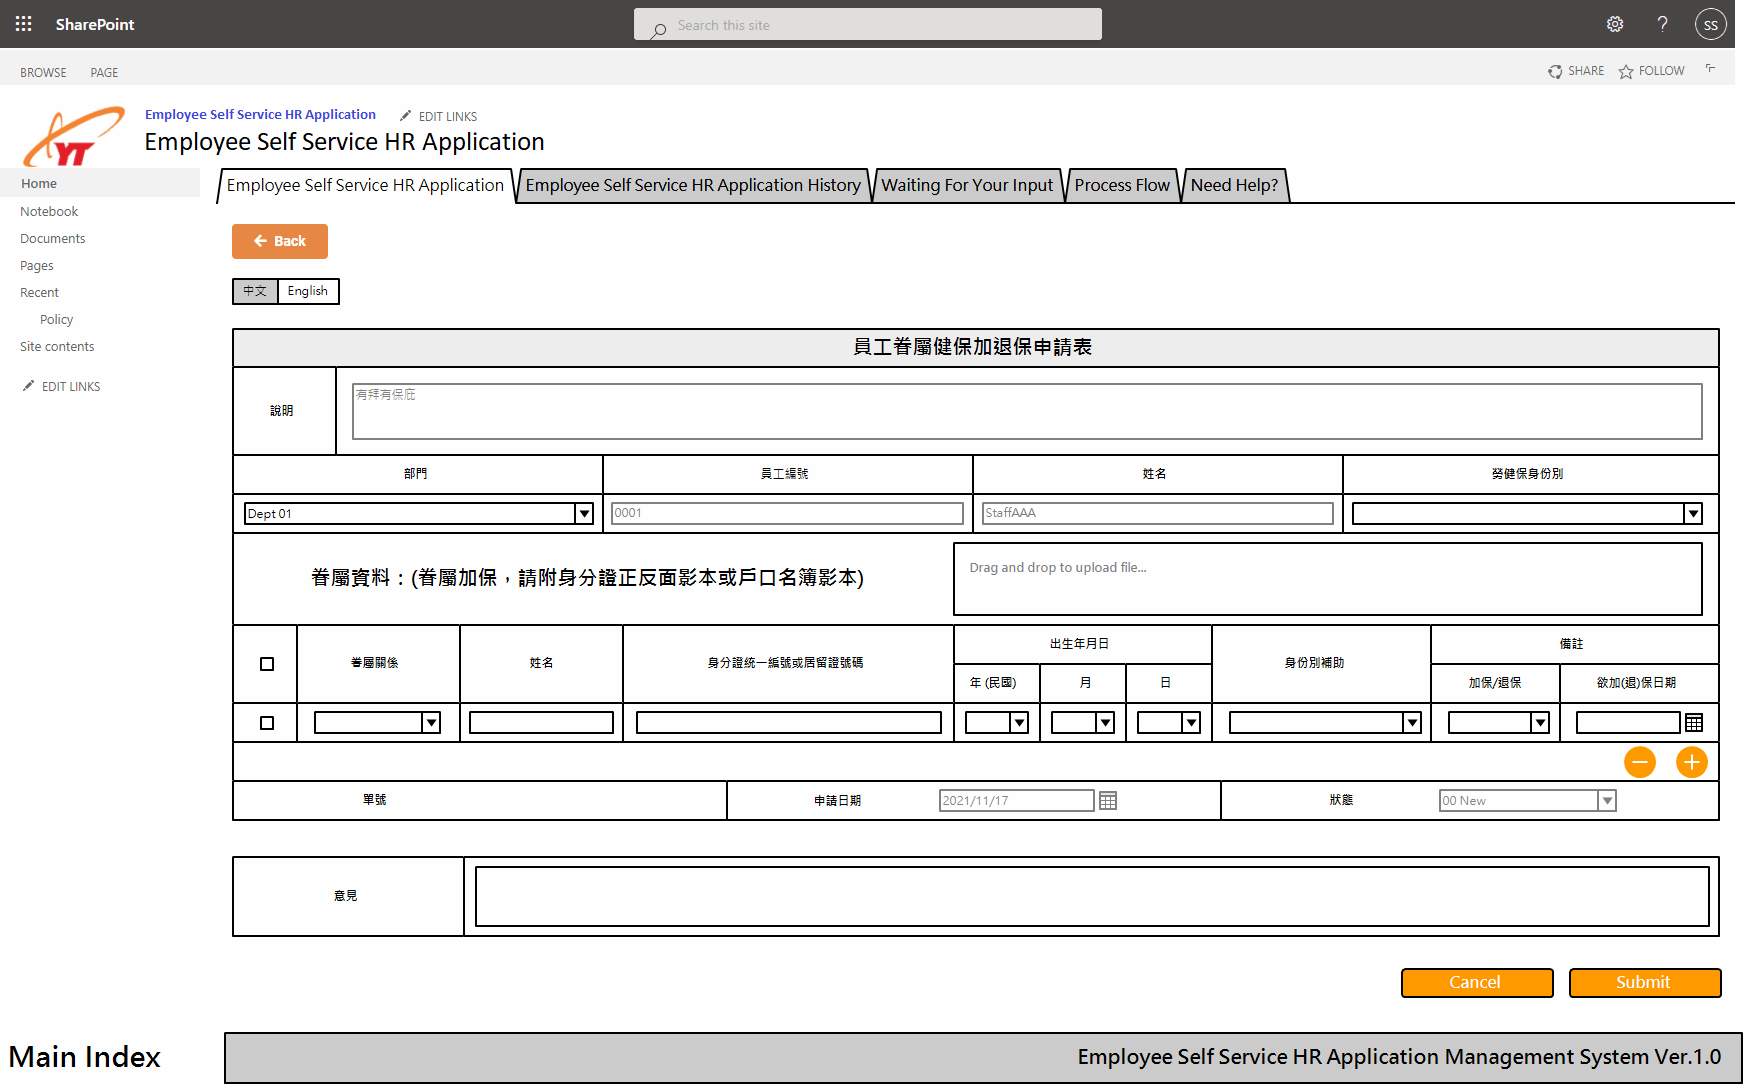 SharePoint
Search this site
?
SS
BROWSE
PAGE
SHARE
FOLLOW
YT
Employee Self Service HR Application
EDIT LINKS
Employee Self Service HR Application
Home
Notebook
Documents
Pages
Recent
Policy
Site contents
EDIT LINKS
Employee Self Service HR Application
Employee Self Service HR Application History
Waiting For Your Input
Process Flow
Need Help?
Back
中文
English
員工眷屬健保加退保申請表
說明
有拜有保庇
部門
員工編號
姓名
勞健保身份別
Dept 01
0001
StaffAAA
眷屬資料：(眷屬加保，請附身分證正反面影本或戶口名簿影本)
Drag and drop to upload file...
眷屬關係
姓名
身分證統一編號或居留證號碼
出生年月日
年 (民國)
月
日
身份別補助
備註
加保/退保
欲加(退)保日期
單號
申請日期
2021/11/17
狀態
00 New
意見
Cancel
Submit
Main Index
Employee Self Service HR Application Management System Ver.1.0